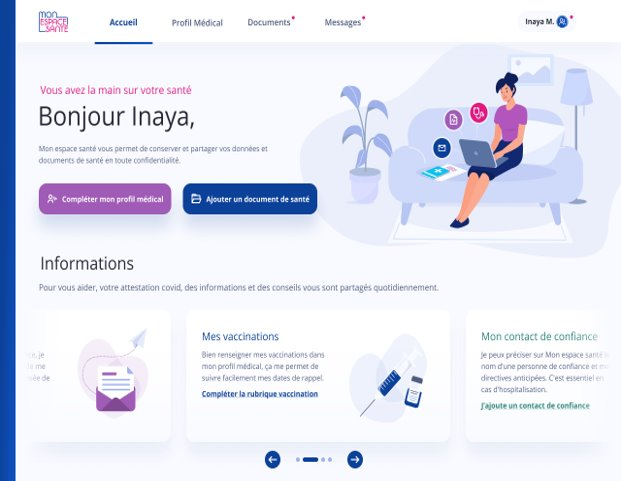 MON
ESPACE
SANTÉ
Accueil
Profil Médical
Documents
Messages
Inaya M.
Vous avez la main sur votre santé
Bonjour Inaya,
Mon espace santé vous permet de conserver et partager vos données et
documents de santé en toute confidentialité.
Compléter mon profil médical
Ajouter un document de santé
Informations
Pour vous aider, votre attestation covid, des informations et des conseils vous sont partagés quotidiennement.
je
me
de
Mes vaccinations
Bien renseigner mes vaccinations dans
mon profil médical, ça me permet de
suivre facilement mes dates de rappel.
Compléter la rubrique vaccination
Mon contact de confiance
Je peux préciser sur Mon espace santé
nom d'une personne de confiance et
directives anticipées. C'est essentiel en
cas d'hospitalisation.
J'ajoute un contact de confiance